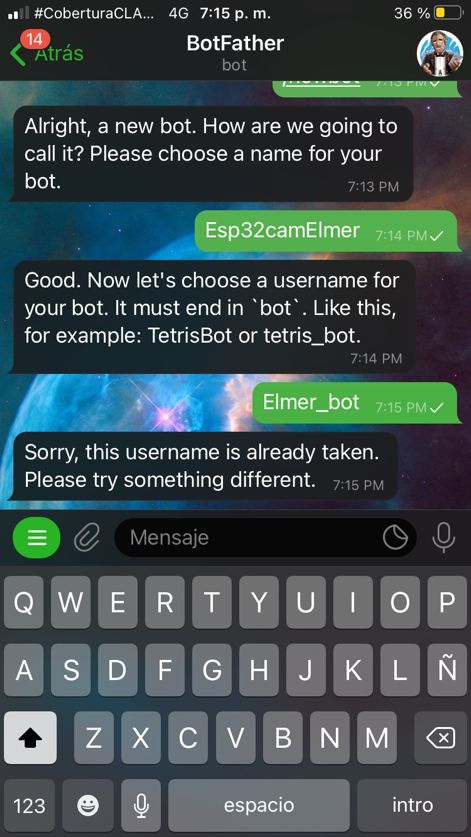 #CoberturaCLA... 4G 7:15 p. m. 36 %
14
Atrás
BotFather
bot
/newbot 7:13 PM
Alright, a new bot. How are we going to
call it? Please choose a name for your
bot.
7:13 PM
Esp32camElmer 7:14 PM
Good. Now let's choose a username for
your bot. It must end in `bot`. Like this,
for example: TetrisBot or tetris_bot.
7:14 PM
Elmer_bot 7:15 PM
Sorry, this username is already taken.
Please try something different. 7:15 PM
Mensaje
Q W E R T Y U I O P
A S D F G H J K L Ñ
Z X C V B N M
123 espacio intro